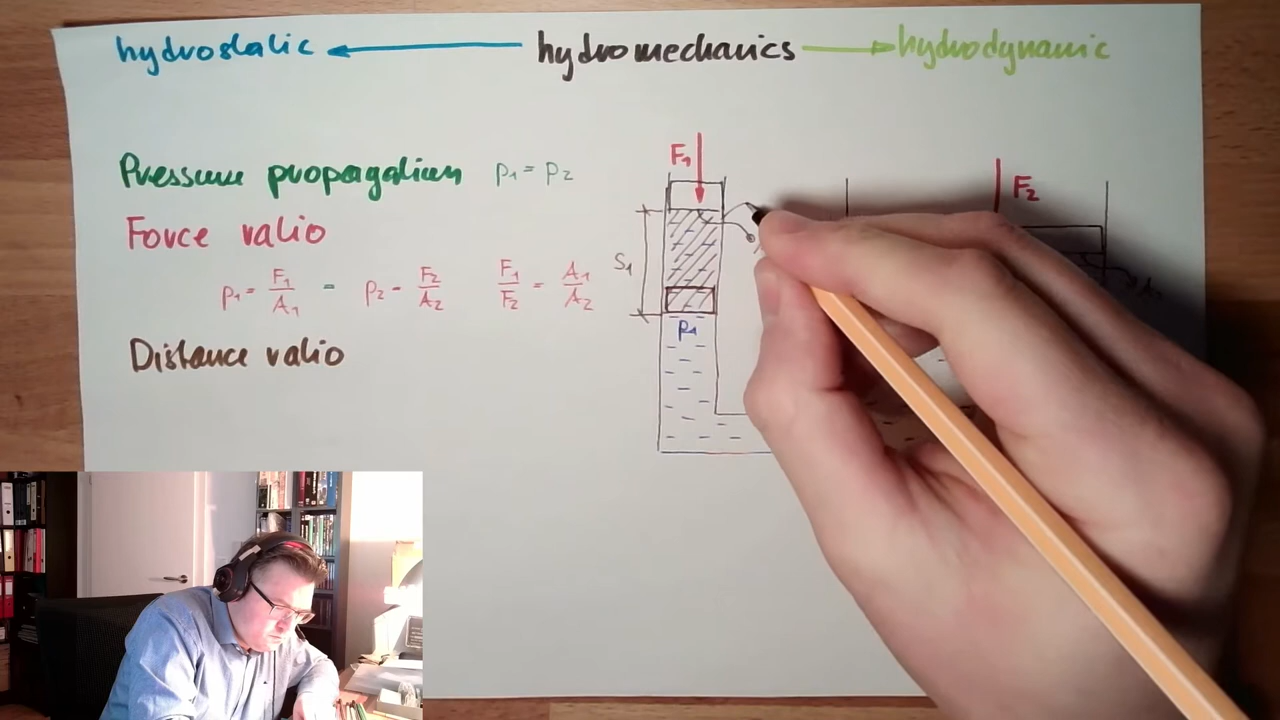 hydrostatic hydromechanics hydrodynamic
Pressure propagation p₁ = p₂
Force ratio
p₁ = F₁/A₁ = p₂ = F₂/A₂ F₁/F₂ = A₁/A₂
Distance ratio
F₁
F₂
S₁
p₁